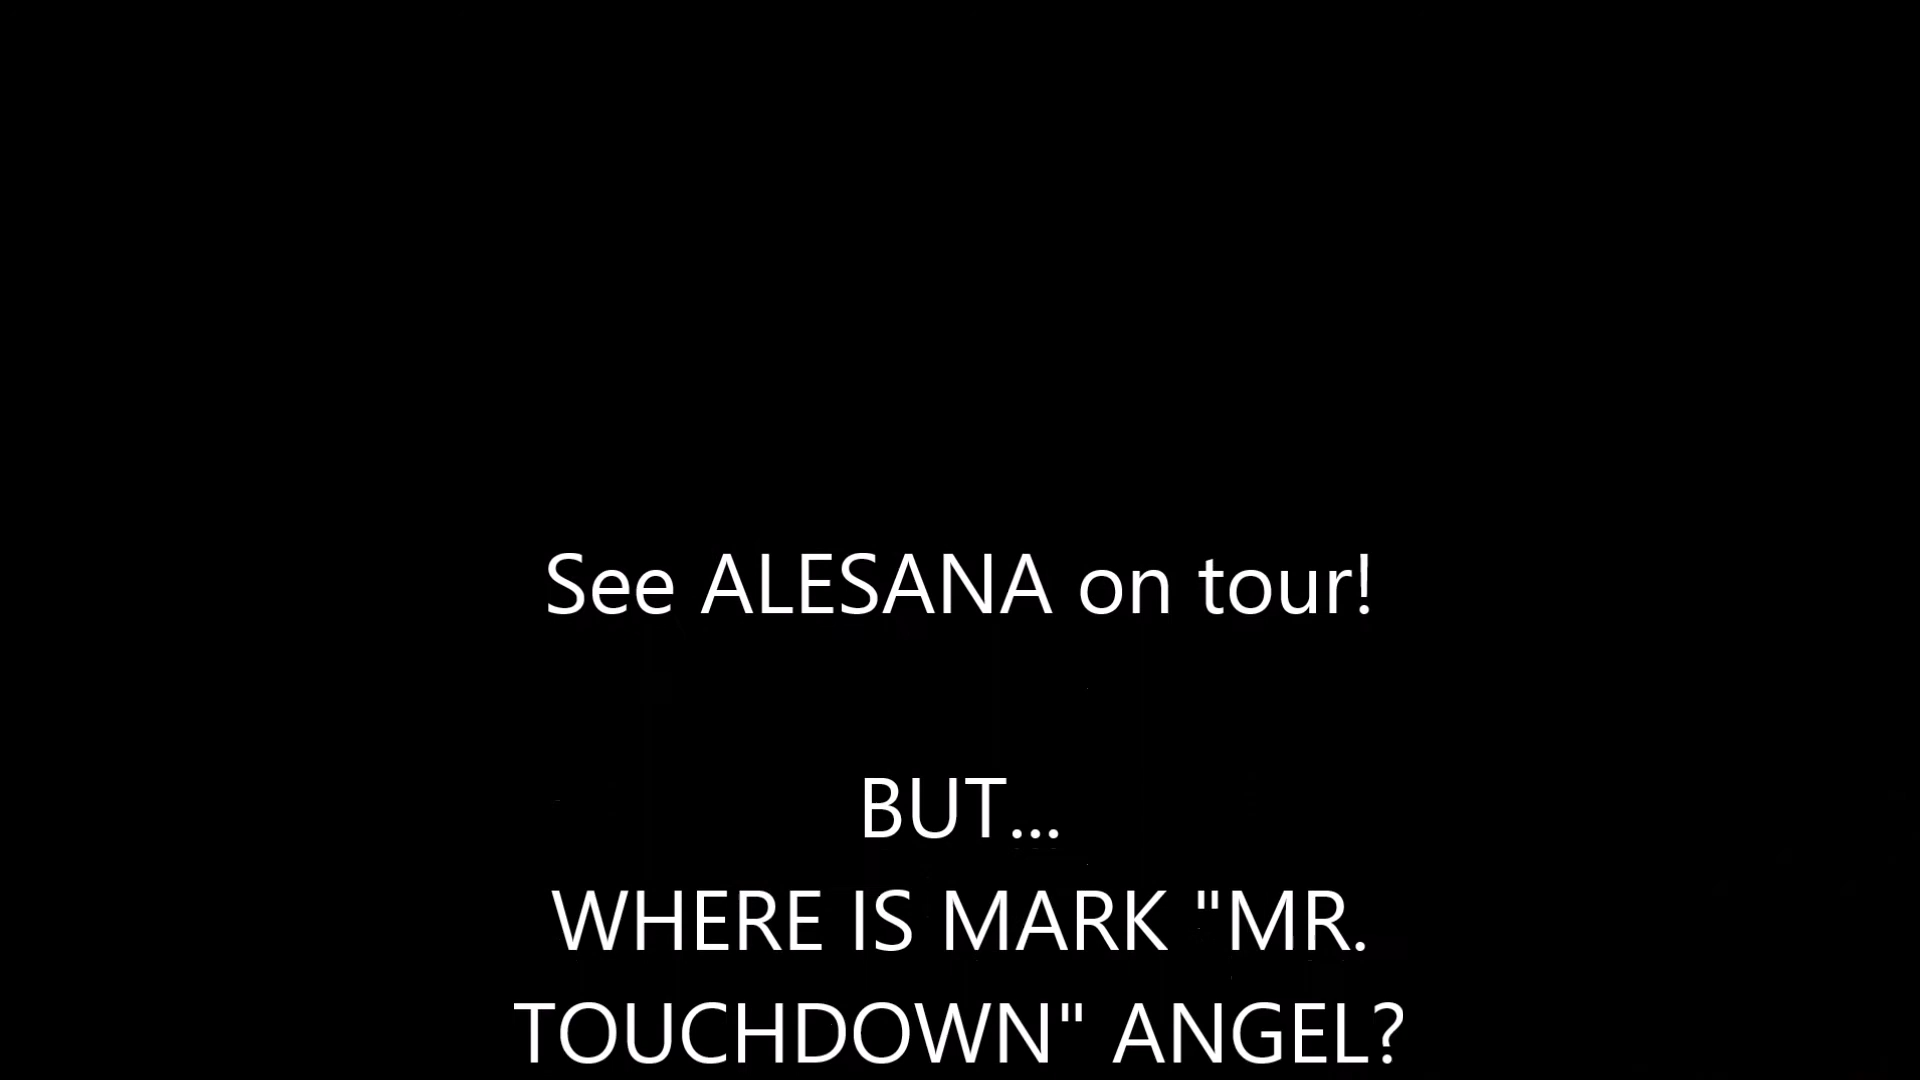 See ALESANA on tour!
BUT...
WHERE IS MARK "MR.
TOUCHDOWN" ANGEL?